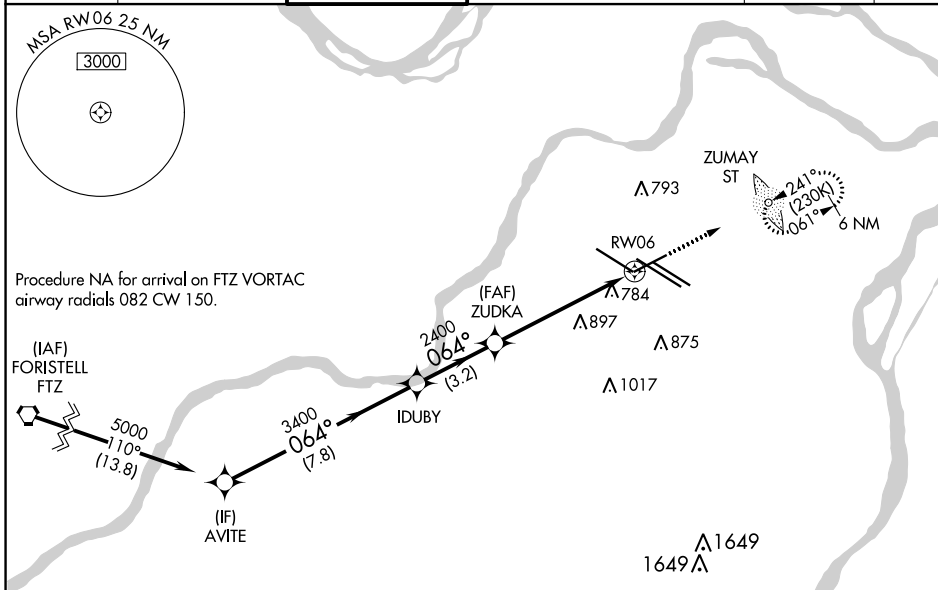 MSA RW06 25 NM
3000
ZUMAY
ST
793
241°
(230K)
061°
6 NM
RW06
Procedure NA for arrival on FTZ VORTAC
airway radials 082 CW 150.
784
(FAF)
ZUDKA
897
2400
064°
(3.2)
875
(IAF)
FORISTELL
FTZ
1017
IDUBY
5000
110°
(13.8)
3400
064°
(7.8)
(IF)
AVITE
1649
1649